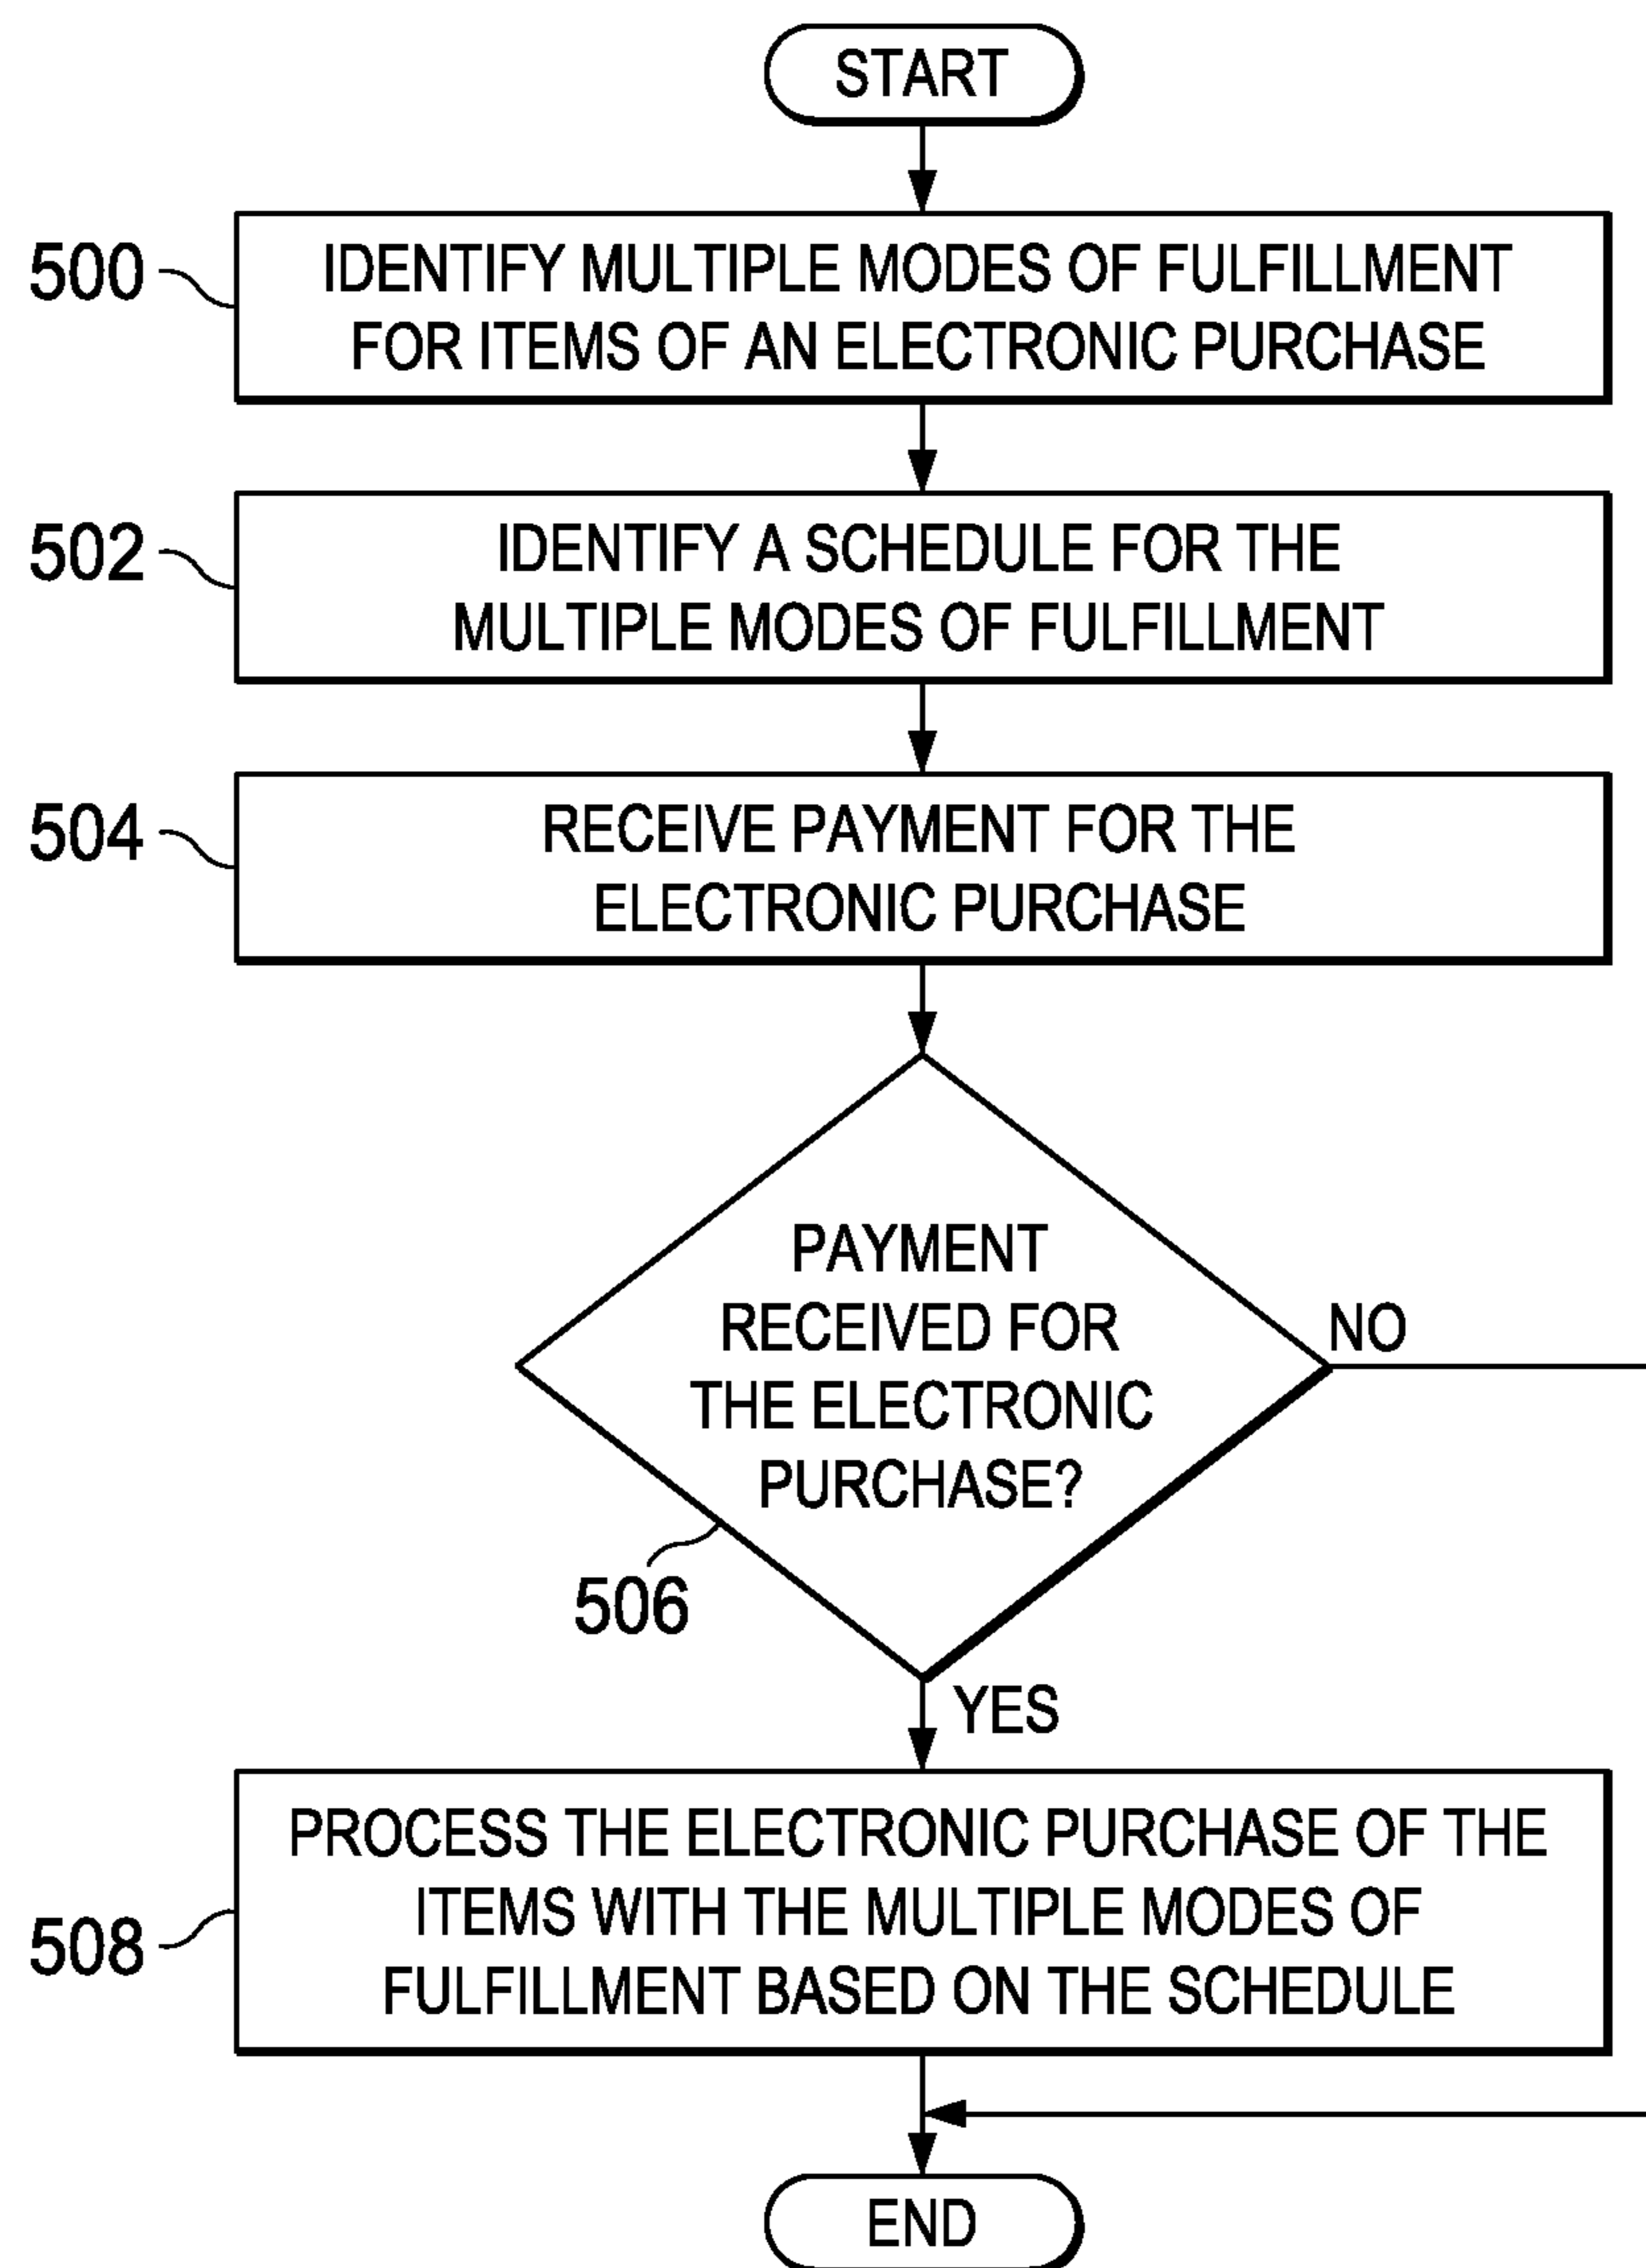 START
500
IDENTIFY MULTIPLE MODES OF FULFILLMENT
FOR ITEMS OF AN ELECTRONIC PURCHASE
502
IDENTIFY A SCHEDULE FOR THE
MULTIPLE MODES OF FULFILLMENT
504
RECEIVE PAYMENT FOR THE
ELECTRONIC PURCHASE
PAYMENT
RECEIVED FOR
THE ELECTRONIC
PURCHASE?
NO
506
YES
508
PROCESS THE ELECTRONIC PURCHASE OF THE
ITEMS WITH THE MULTIPLE MODES OF
FULFILLMENT BASED ON THE SCHEDULE
END